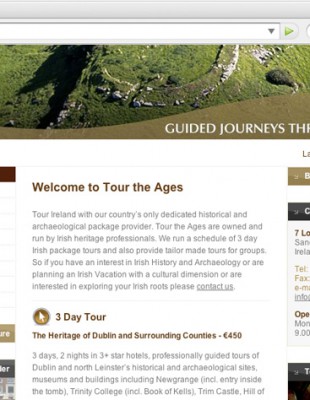 GUIDED JOURNEYS THR
La
Welcome to Tour the Ages
Tour Ireland with our country's only dedicated historical and
archaeological package provider. Tour the Ages are owned and
run by Irish heritage professionals. We run a schedule of 3 day
Irish package tours and also provide tailor made tours for groups.
So if you have an interest in Irish History and Archaeology or are
planning an Irish Vacation with a cultural dimension or are
interested in exploring your Irish roots please contact us.
3 Day Tour
The Heritage of Dublin and Surrounding Counties - €450
3 days, 2 nights in 3+ star hotels, professionally guided tours of
Dublin and north Leinster's historical and archaeological sites,
museums and buildings including Newgrange (incl. entry inside
the tomb), Trinity College (incl. Book of Kells), Trim Castle, Hill of
ure
der
B
C
7 Lo
Sand
Irela
Tel:
Fax:
e-ma
info@
Ope
Mon
9.00